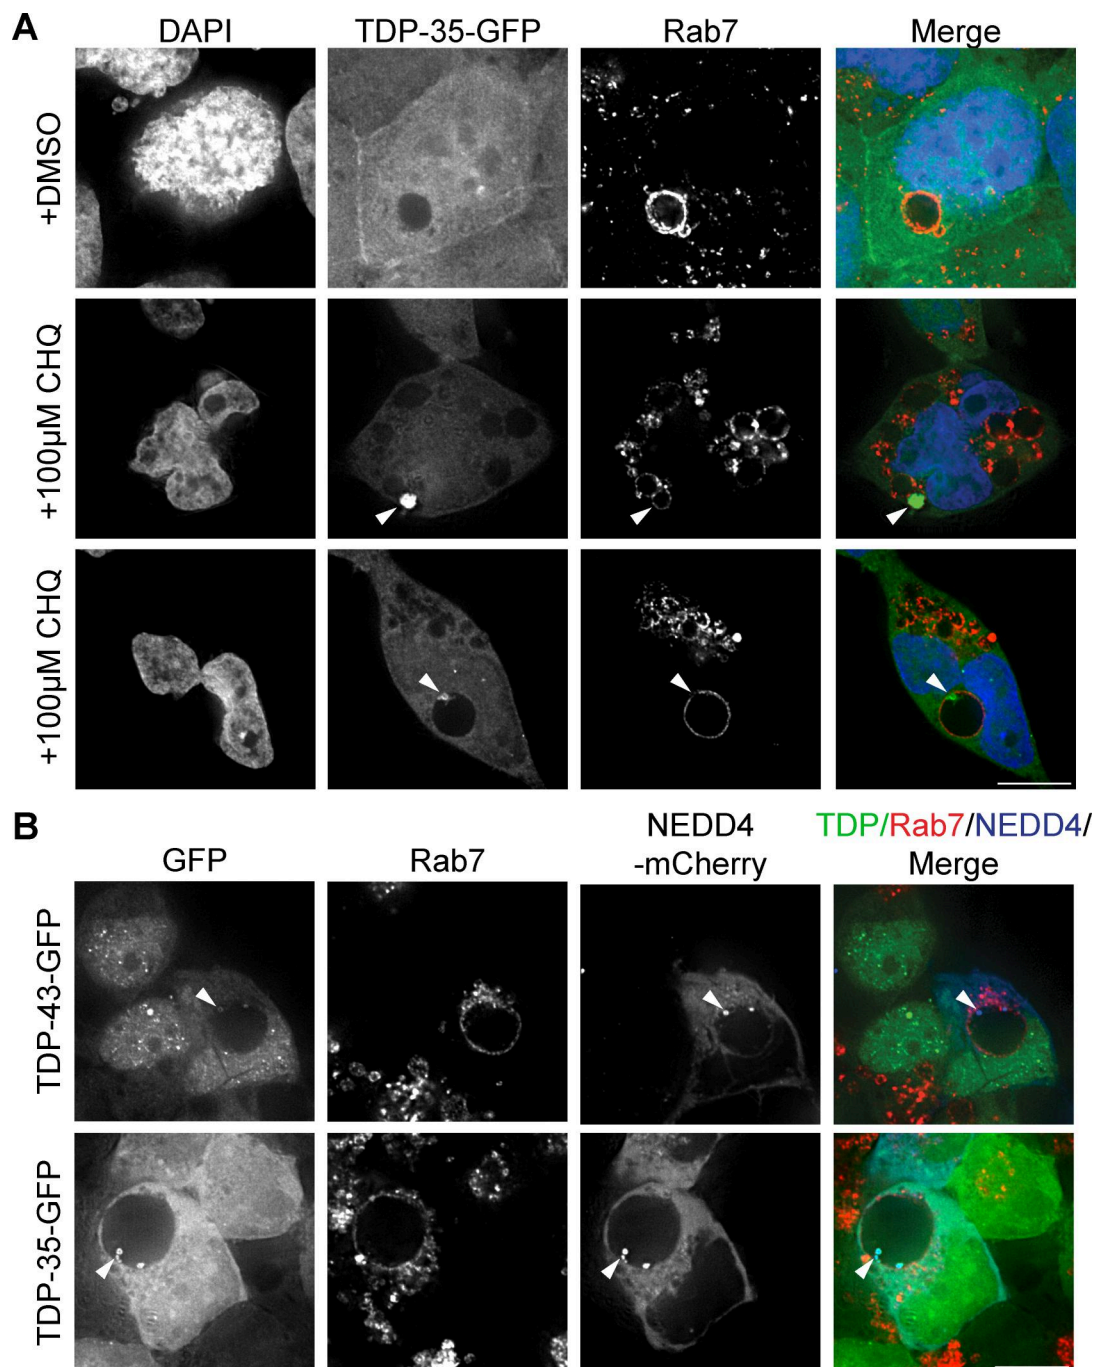 A
DAPI
TDP-35-GFP
Rab7
Merge
+DMSO
+100µM CHQ
+100µM CHQ
B
GFP
Rab7
NEDD4
-mCherry
TDP/Rab7/NEDD4/
Merge
TDP-43-GFP
TDP-35-GFP